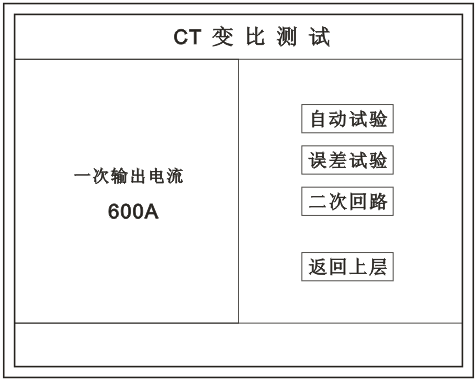 CT 变 比 测 试
一次输出电流
600A
自动试验
误差试验
二次回路
返回上层